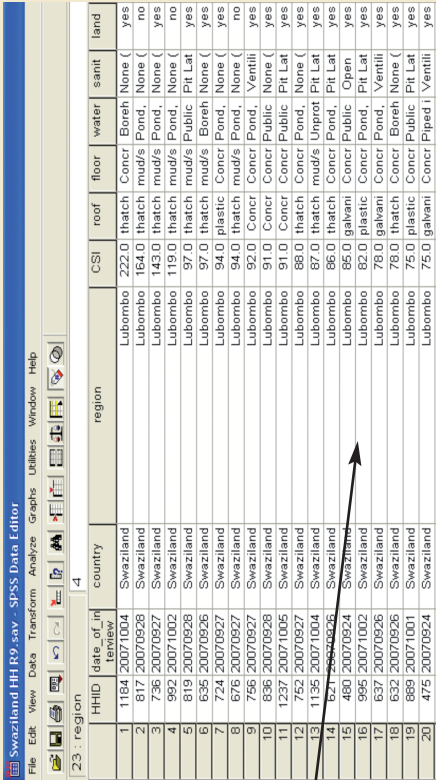 Swaziland HH R9.sav - SPSS Data Editor
File Edit View Data Transform Analyze Graphs Utilities Window Help
23 : region 4
HHID date_of_in terview country region CSI roof floor water sanit land
1 1184 20071004 Swaziland Lubombo 222.0 thatch Concr Boreh None ( yes
2 817 20070928 Swaziland Lubombo 164.0 thatch mud/s Pond, None ( no
3 736 20070927 Swaziland Lubombo 143.0 thatch mud/s Pond, None ( yes
4 992 20071002 Swaziland Lubombo 119.0 thatch mud/s Pond, None ( no
5 819 20070928 Swaziland Lubombo 97.0 thatch mud/s Public Pit Lat yes
6 635 20070926 Swaziland Lubombo 97.0 thatch mud/s Boreh None ( yes
7 724 20070927 Swaziland Lubombo 94.0 plastic Concr Pond, None ( yes
8 676 20070927 Swaziland Lubombo 94.0 thatch mud/s Pond, Pit Lat no
9 756 20070927 Swaziland Lubombo 92.0 Concr Concr Pond, Ventili yes
10 836 20070928 Swaziland Lubombo 91.0 Concr Concr Public None ( yes
11 1237 20071005 Swaziland Lubombo 91.0 Concr Concr Public Pit Lat yes
12 752 20070927 Swaziland Lubombo 88.0 thatch Concr Pond, Pit Lat yes
13 1135 20071004 Swaziland Lubombo 87.0 thatch mud/s Unprot Pit Lat yes
14 621 20070926 Swaziland Lubombo 86.0 thatch Concr Pond, Pit Lat yes
15 480 20070924 Swaziland Lubombo 85.0 galvani Concr Public Open yes
16 995 20071002 Swaziland Lubombo 82.0 plastic Concr Pond, Pit Lat yes
17 637 20070926 Swaziland Lubombo 78.0 galvani Concr Pond, Ventili yes
18 632 20070926 Swaziland Lubombo 78.0 thatch Concr Boreh None ( yes
19 889 20071001 Swaziland Lubombo 75.0 plastic Concr Public Pit Lat yes
20 475 20070924 Swaziland Lubombo 75.0 galvani Concr Piped i Ventili yes